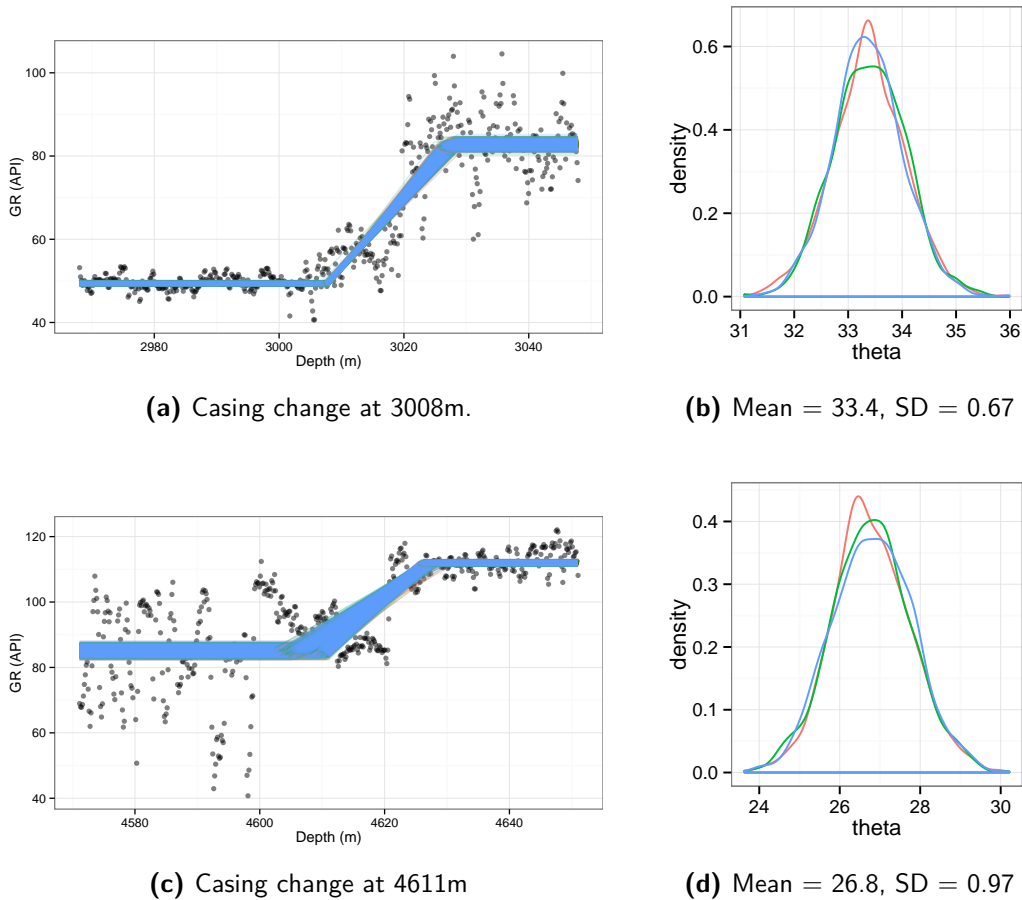 100
80
60
40
GR (API)
2980 3000 3020 3040
Depth (m)
(a) Casing change at 3008m.
0.6
0.4
0.2
0.0
density
31 32 33 34 35 36
theta
(b) Mean = 33.4, SD = 0.67
120
100
80
60
40
GR (API)
4580 4600 4620 4640
Depth (m)
(c) Casing change at 4611m
0.4
0.3
0.2
0.1
0.0
density
24 26 28 30
theta
(d) Mean = 26.8, SD = 0.97